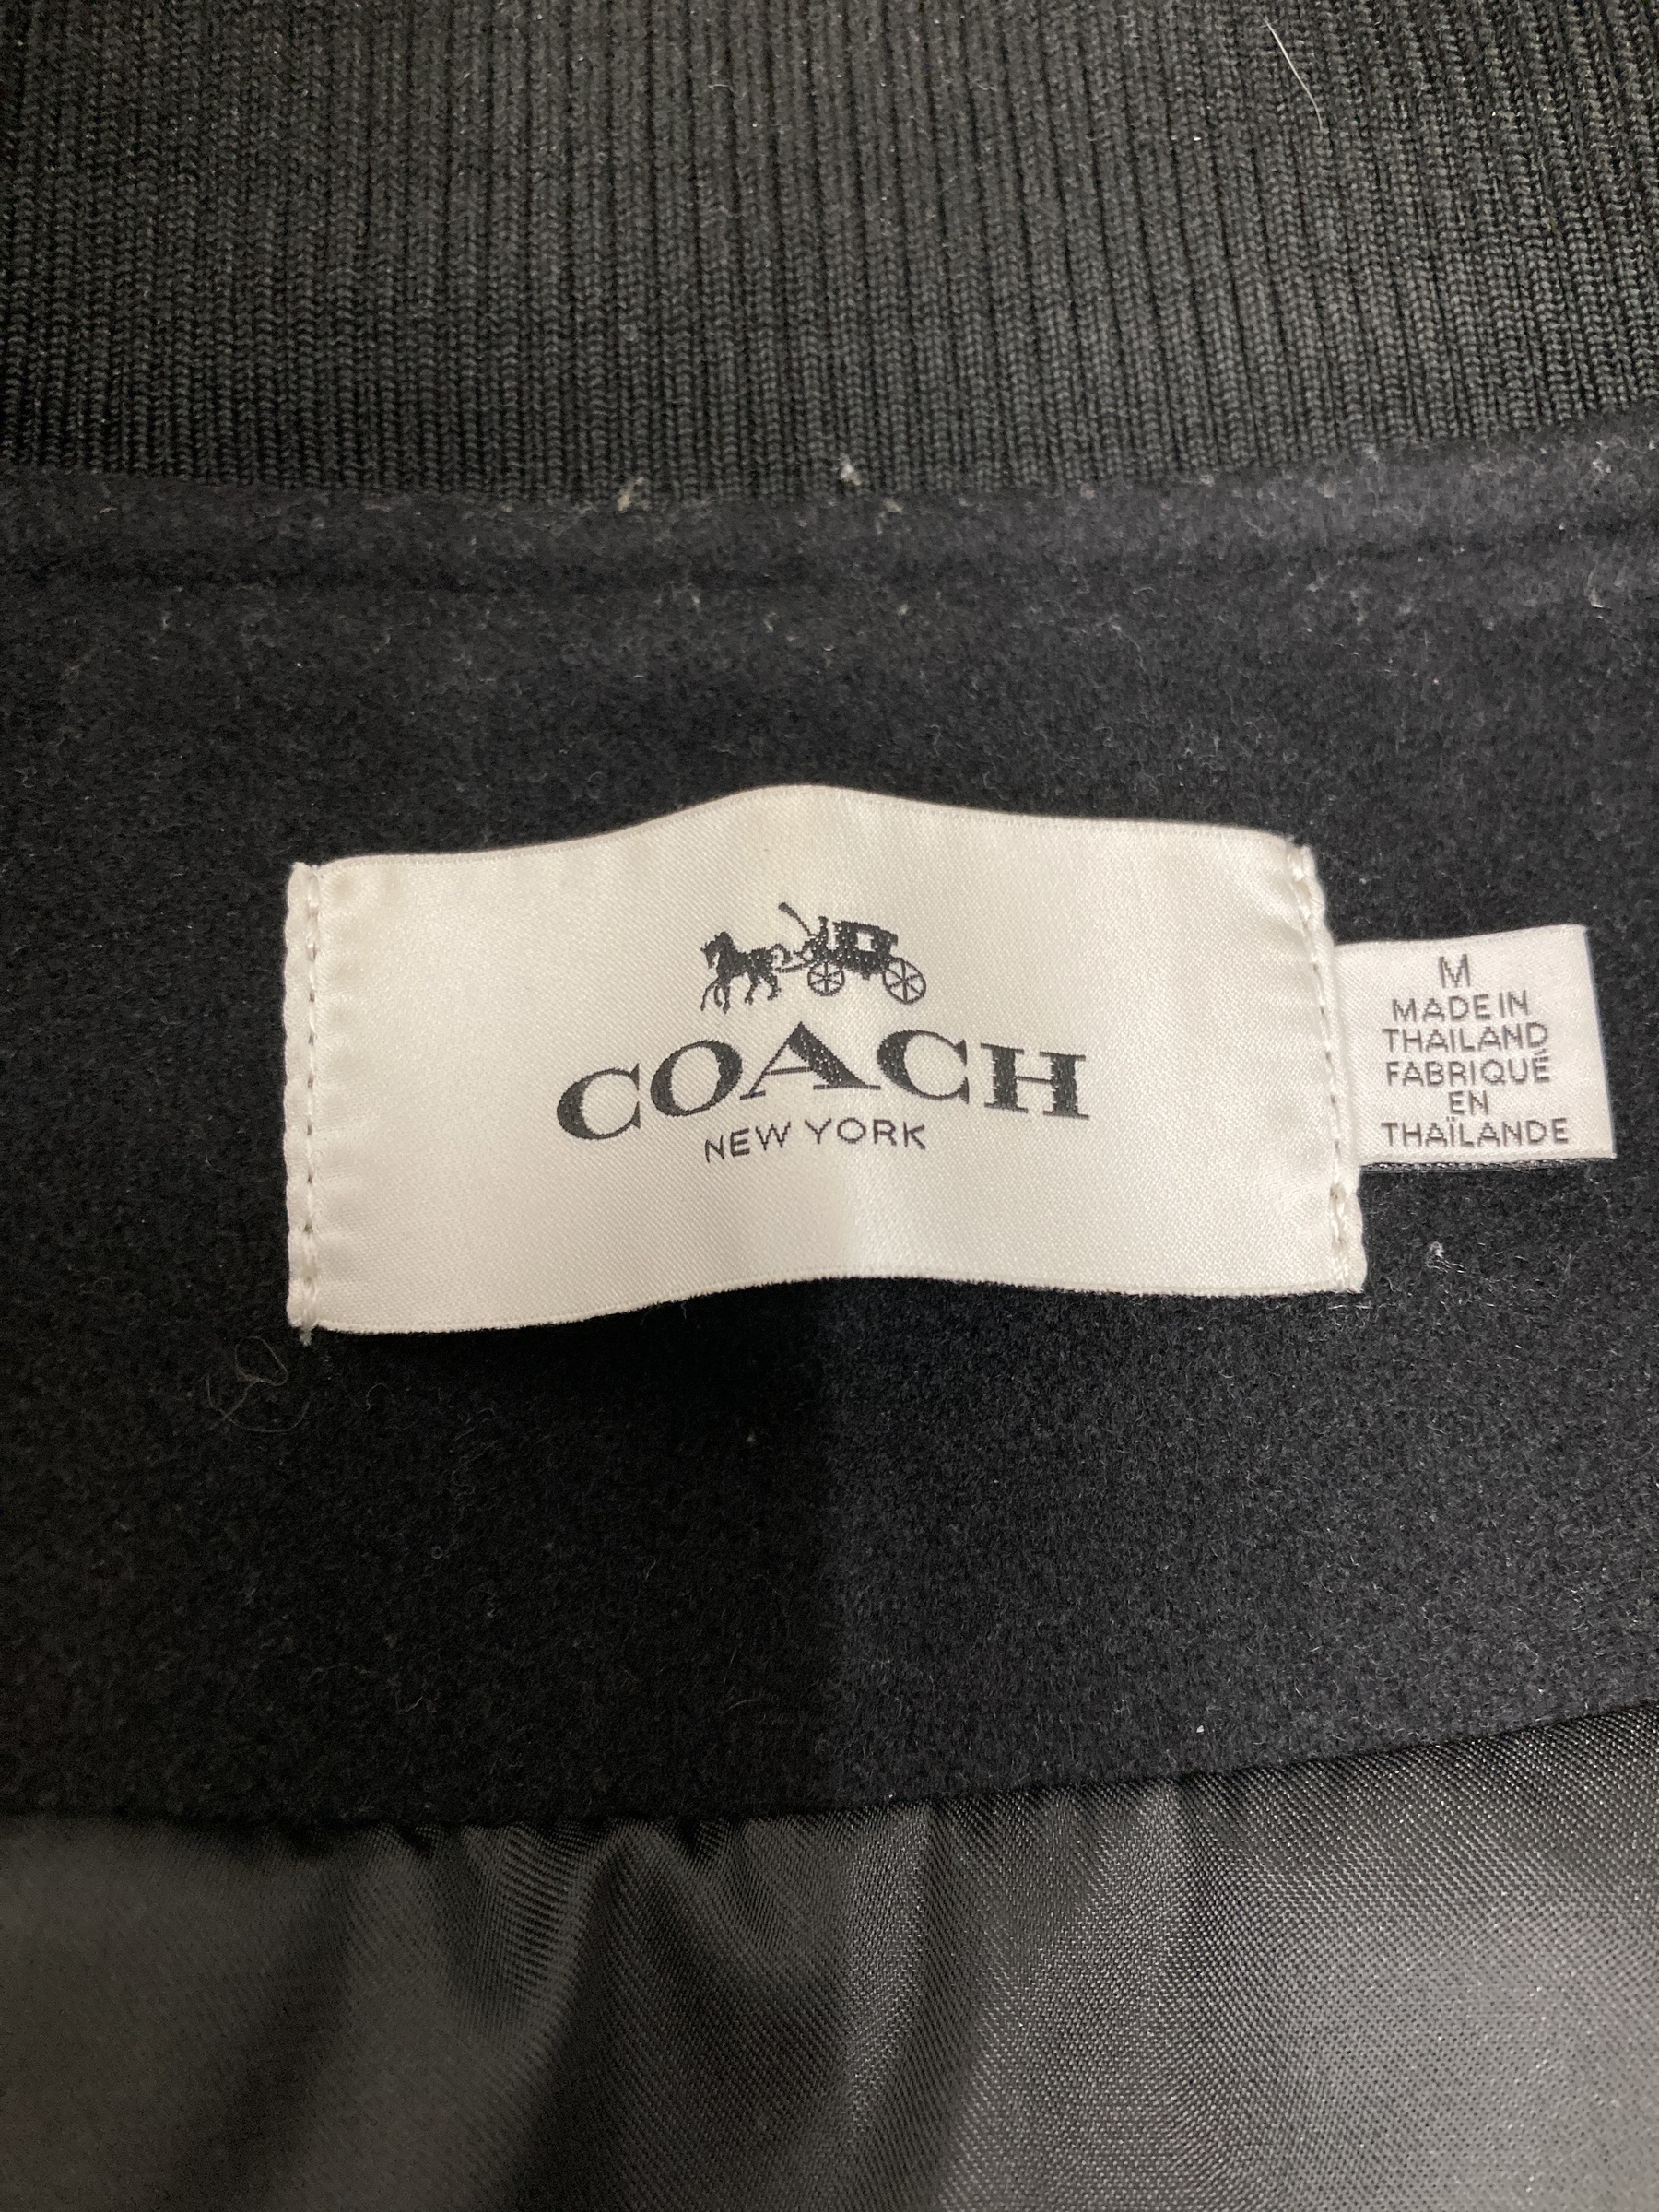 COACH
NEW YORK
M
MADE IN
THAILAND
FABRIQUÉ
EN
THAÏLANDE